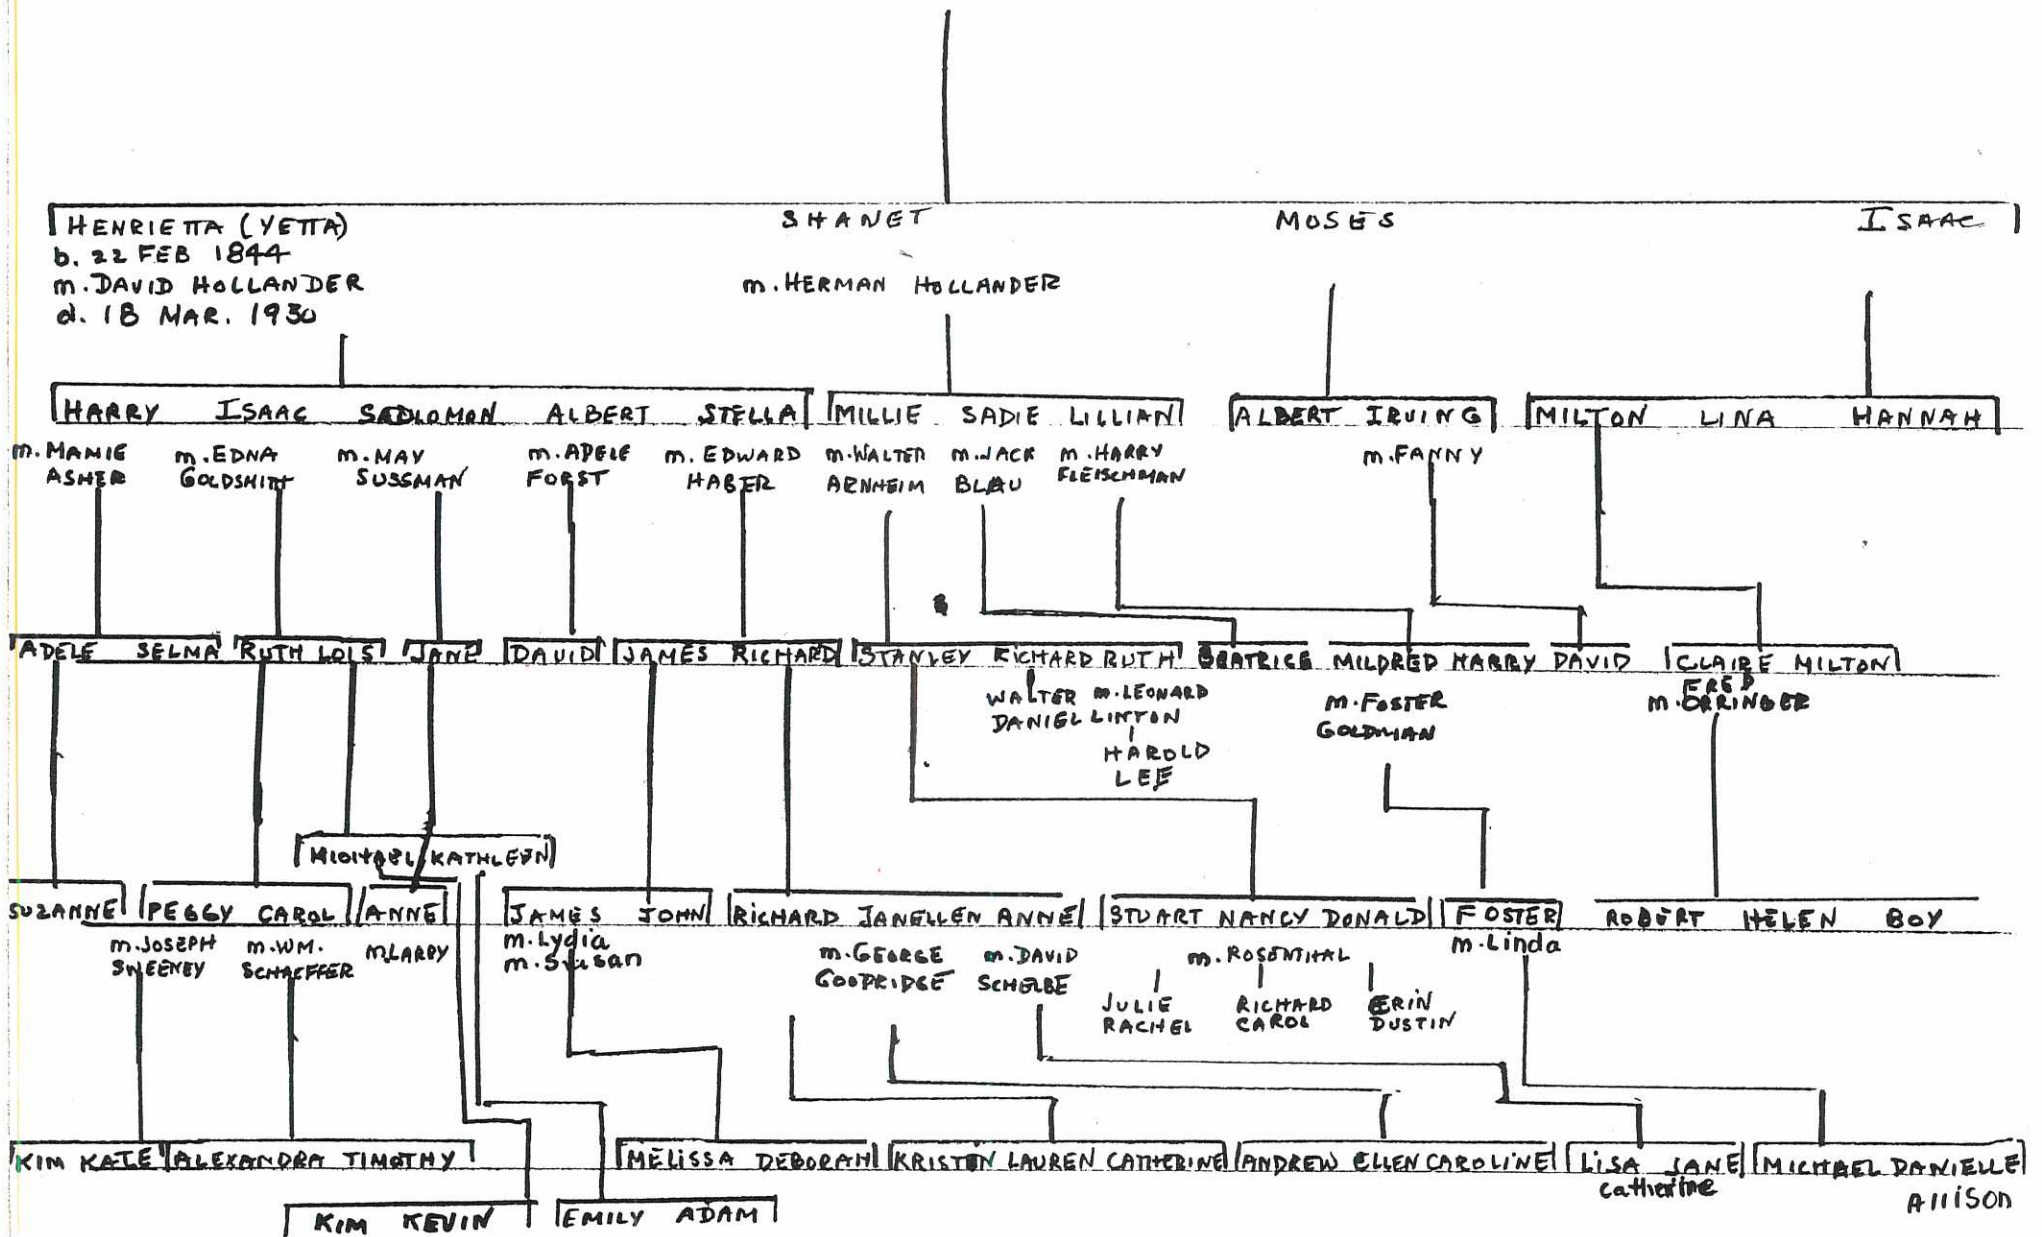 HENRIETTA (YETTA) SHANET MOSES ISAAC
b. 22 FEB 1844
m. DAVID HOLLANDER m. HERMAN HOLLANDER
d. 18 MAR. 1930
HARRY ISAAC SADLOMON ALBERT STELLA MILLIE SADIE LILLIAN ALBERT IRVING MILTON LINA HANNAH
m. MAMIE m. EDNA m. MAY m. ADELE m. EDWARD m. WALTER m. JACK m. HARRY m. FANNY
ASHER GOLDSMITH SUSSMAN FORST HABER ARNHEIM BLAU FLEISCHMAN
ADELE SELMA RUTH LOIS JANE DAVID JAMES RICHARD STANLEY RICHARD RUTH BEATRICE MILDRED HARRY DAVID CLAIRE MILTON
WALTER m. LEONARD m. FOSTER FRED
DANIEL LINTON GOLDMAN m. ORRINGER
HAROLD
LEE
MICHAEL KATHLEEN
SUZANNE PEGGY CAROL ANNE JAMES JOHN RICHARD JANELLEN ANNE STUART NANCY DONALD FOSTER ROBERT HELEN BOY
m. JOSEPH m. WM. m. LARRY m. Lydia m. GEORGE m. DAVID m. ROSENTHAL m. Linda
SWEENEY SCHAEFFER m. Susan GOODRIDGE SCHELBE
JULIE RICHARD ERIN
RACHEL CAROL DUSTIN
KIM KATE ALEXANDRA TIMOTHY MELISSA DEBORAH KRISTEN LAUREN CATHERINE ANDREW ELLEN CAROLINE LISA JANE MICHAEL DANIELLE
catherine Allison
KIM KEVIN EMILY ADAM